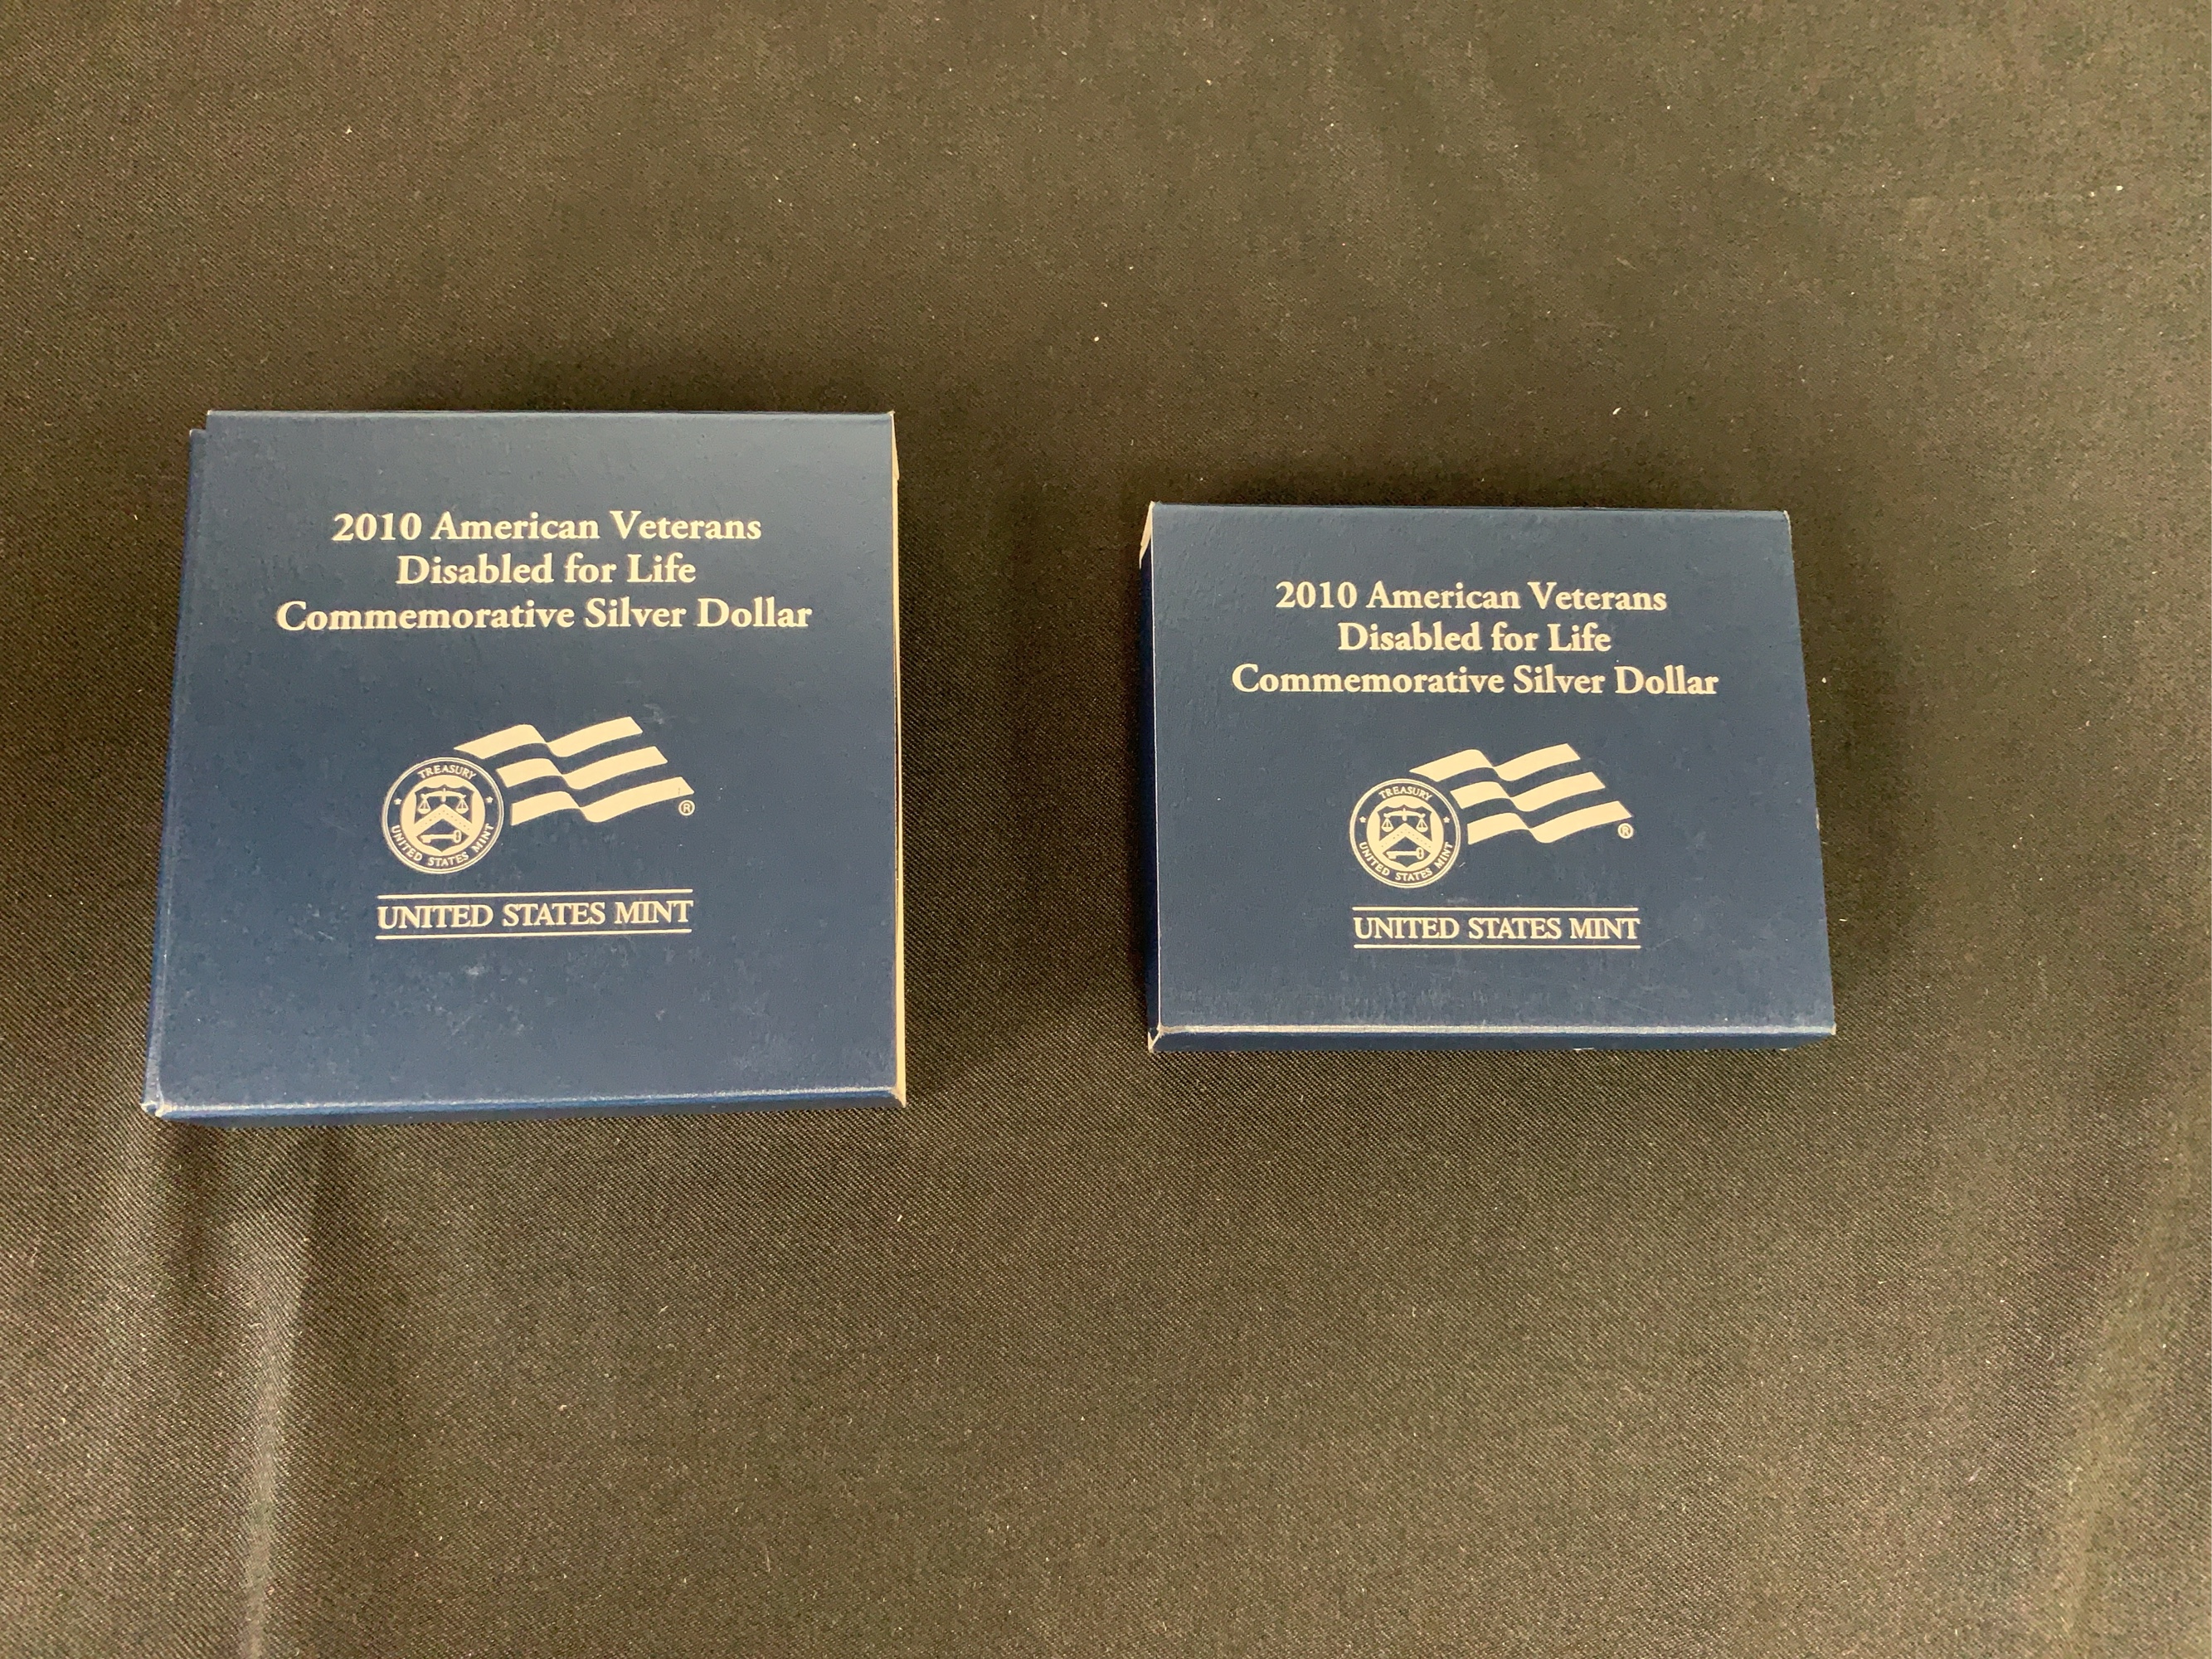 2010 American Veterans
Disabled for Life
Commemorative Silver Dollar
TREASURY
UNITED STATES MINT
®
UNITED STATES MINT
2010 American Veterans
Disabled for Life
Commemorative Silver Dollar
TREASURY
UNITED STATES MINT
®
UNITED STATES MINT